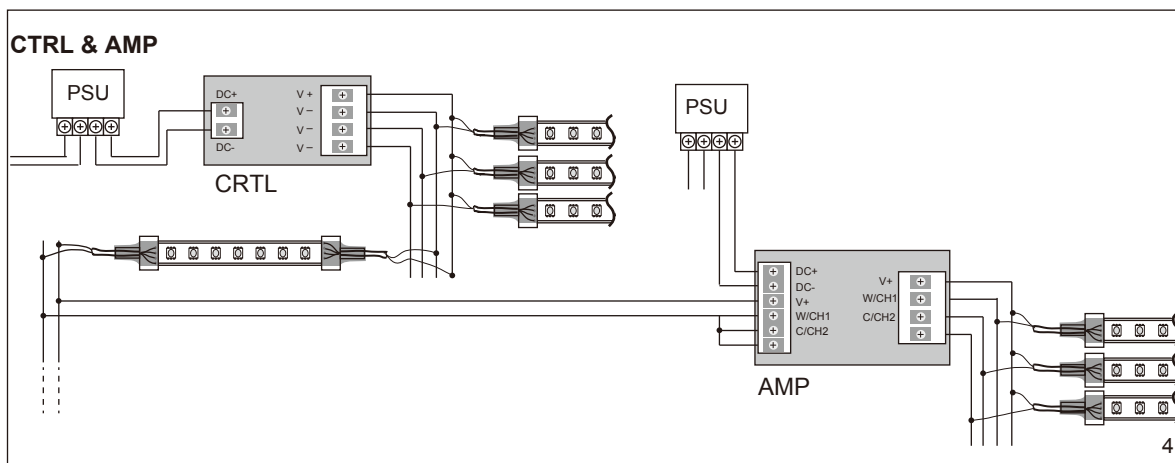 CTRL & AMP
PSU
DC+
DC-
V +
V –
V –
V –
CRTL
PSU
DC+
DC-
V+
W/CH1
C/CH2
V+
W/CH1
C/CH2
AMP
4